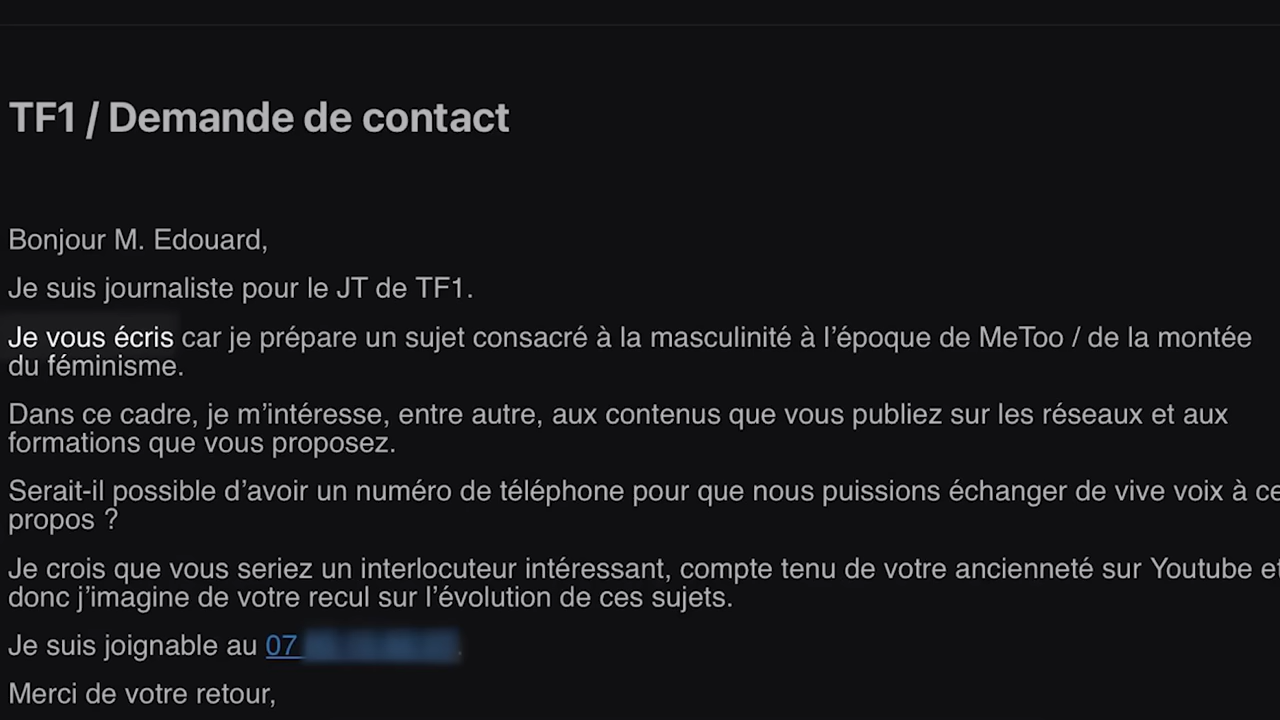 TF1 / Demande de contact
Bonjour M. Edouard,
Je suis journaliste pour le JT de TF1.
Je vous écris car je prépare un sujet consacré à la masculinité à l’époque de MeToo / de la montée
du féminisme.
Dans ce cadre, je m’intéresse, entre autre, aux contenus que vous publiez sur les réseaux et aux
formations que vous proposez.
Serait-il possible d’avoir un numéro de téléphone pour que nous puissions échanger de vive voix à ce
propos ?
Je crois que vous seriez un interlocuteur intéressant, compte tenu de votre ancienneté sur Youtube et
donc j’imagine de votre recul sur l’évolution de ces sujets.
Je suis joignable au 07
Merci de votre retour,